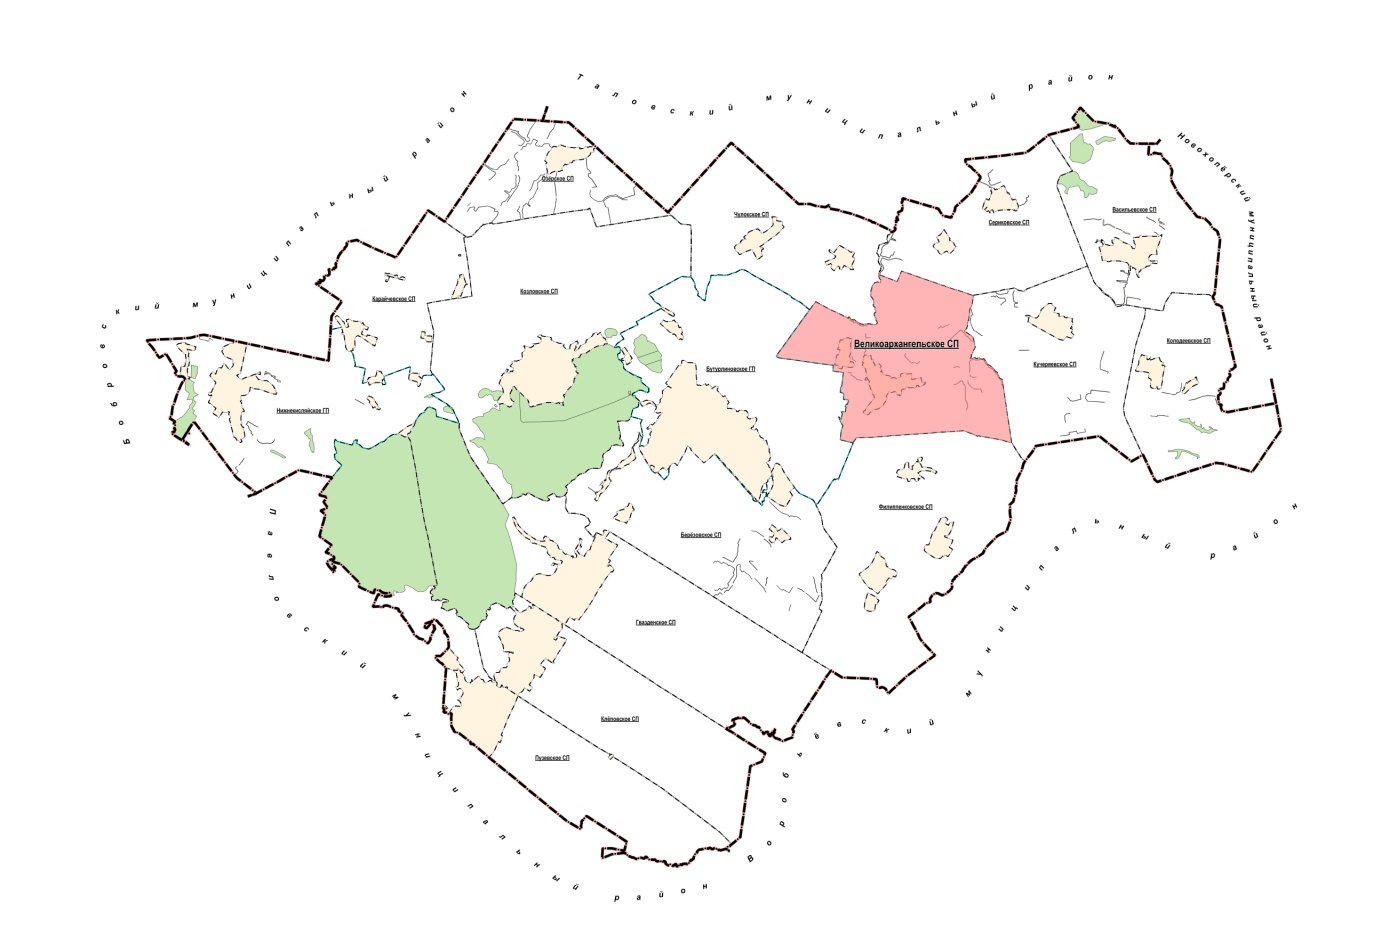 Таловский муниципальный район
Бобровский муниципальный район
Новохопёрский муниципальный район
Озёрское СП
Васильевское СП
Чулокское СП
Сериковское СП
Козловское СП
Карайчевское СП
Великоархангельское СП
Колодеевское СП
Кучеряевское СП
Бутурлиновское ГП
Нижнекисляйское ГП
Филиппенковское СП
Берёзовское СП
Гвазденское СП
Клёповское СП
Пузевское СП
Павловский муниципальный район
Воробьёвский муниципальный район